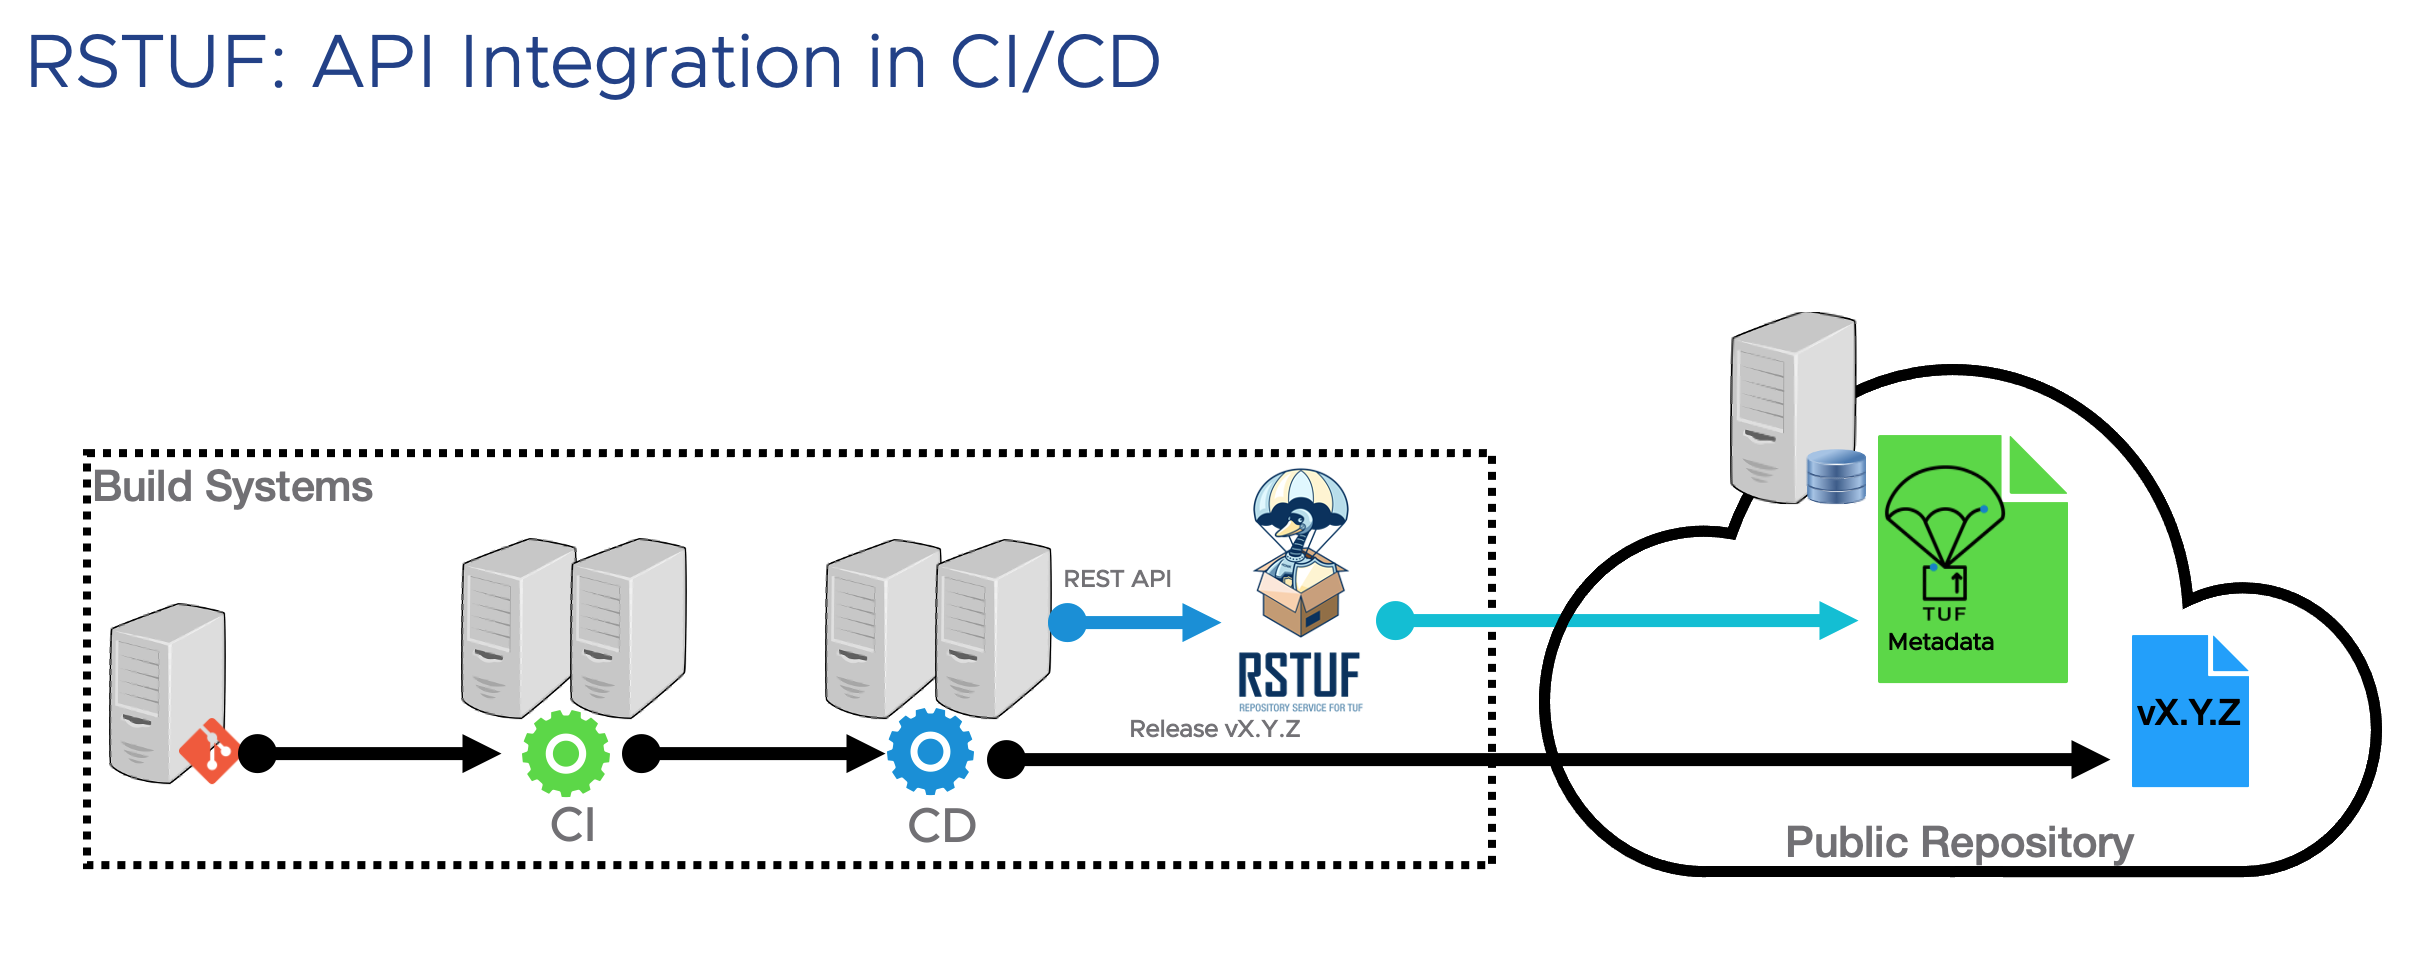 RSTUF: API Integration in CI/CD
Build Systems
REST API
RSTUF
REPOSITORY SERVICE FOR TUF
Release vX.Y.Z
CI
CD
TUF
Metadata
vX.Y.Z
Public Repository